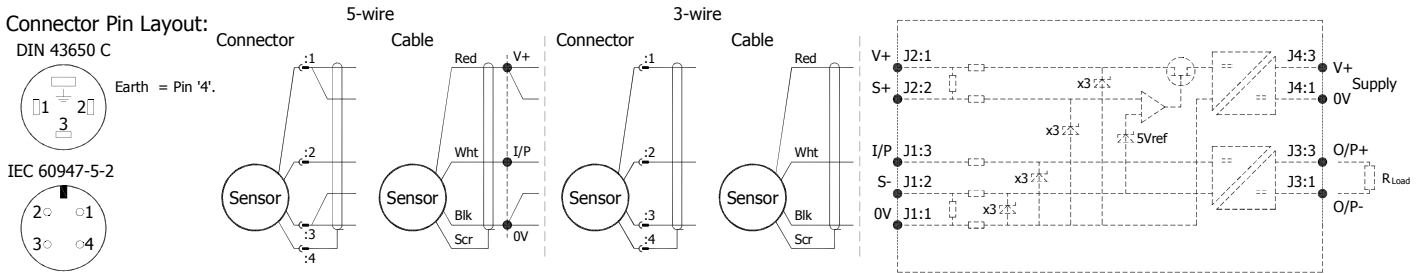 Connector Pin Layout:
DIN 43650 C
1 2
3
Earth = Pin '4'.
IEC 60947-5-2
2 1
3 4
5-wire
Connector
Cable
Sensor
:1
:2
:3
:4
Sensor
Red
Wht
Blk
Scr
V+
I/P
0V
3-wire
Connector
Cable
Sensor
:1
:2
:3
:4
Sensor
Red
Wht
Blk
Scr
V+ J2:1
S+ J2:2
I/P J1:3
S- J1:2
0V J1:1
x3
x3
x3
x3
5Vref
J4:3 V+
Supply
J4:1 0V
J3:3 O/P+
RLoad
J3:1 O/P-